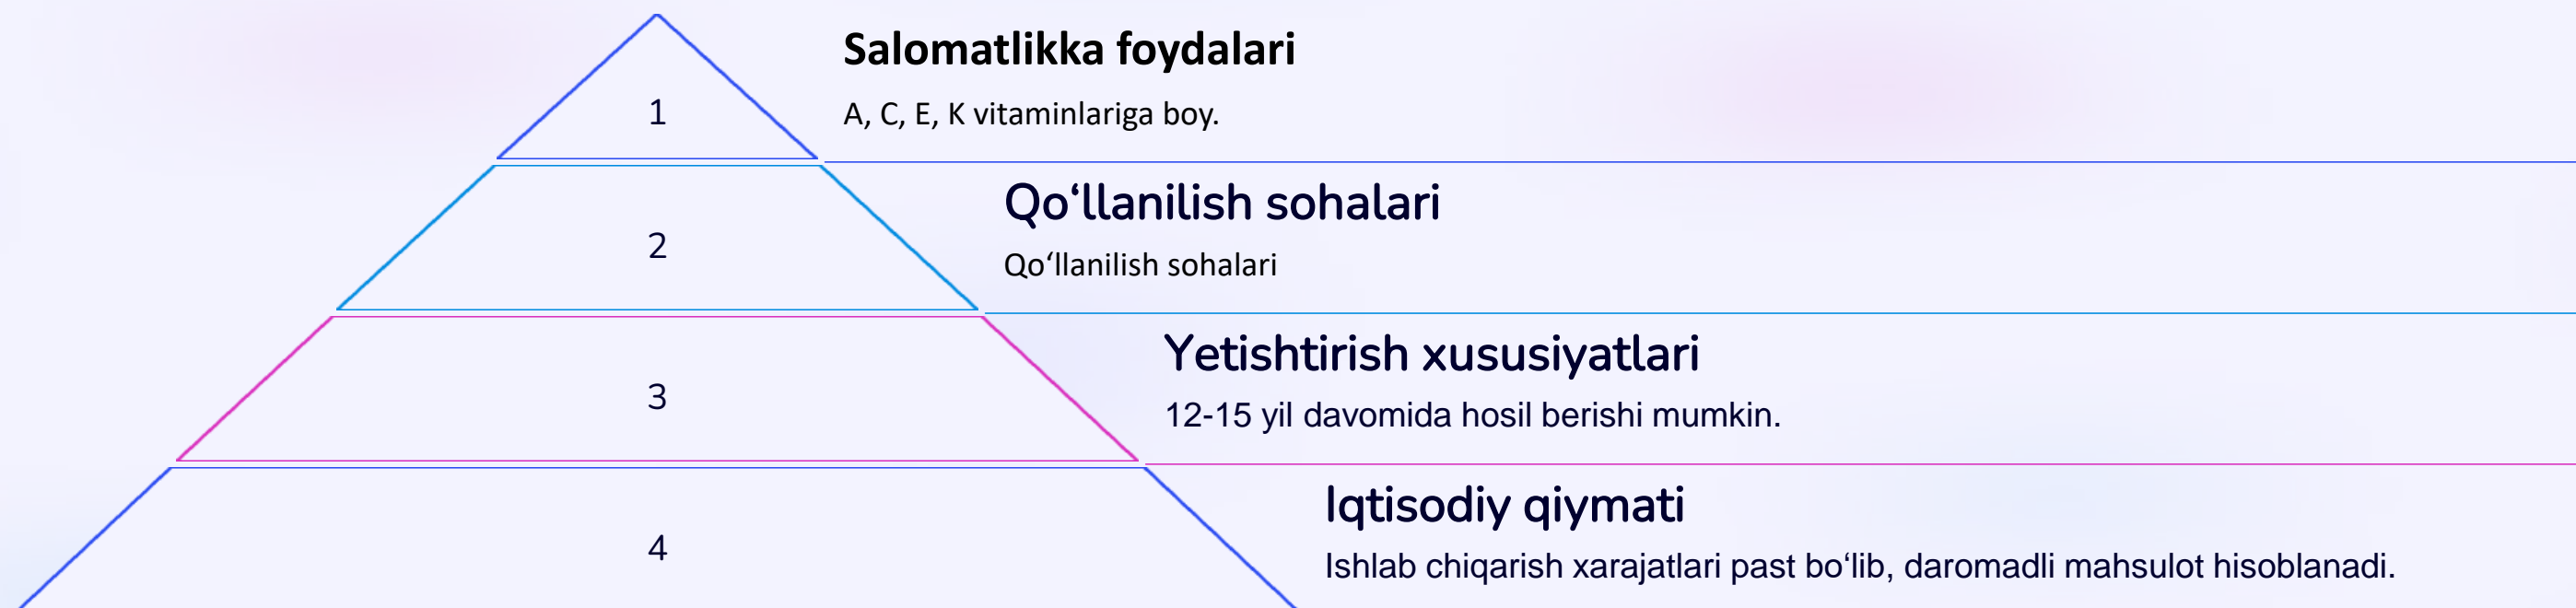 1
Salomatlikka foydalari
A, C, E, K vitaminlariga boy.
2
Qo‘llanilish sohalari
Qo‘llanilish sohalari
3
Yetishtirish xususiyatlari
12-15 yil davomida hosil berishi mumkin.
4
Iqtisodiy qiymati
Ishlab chiqarish xarajatlari past bo‘lib, daromadli mahsulot hisoblanadi.